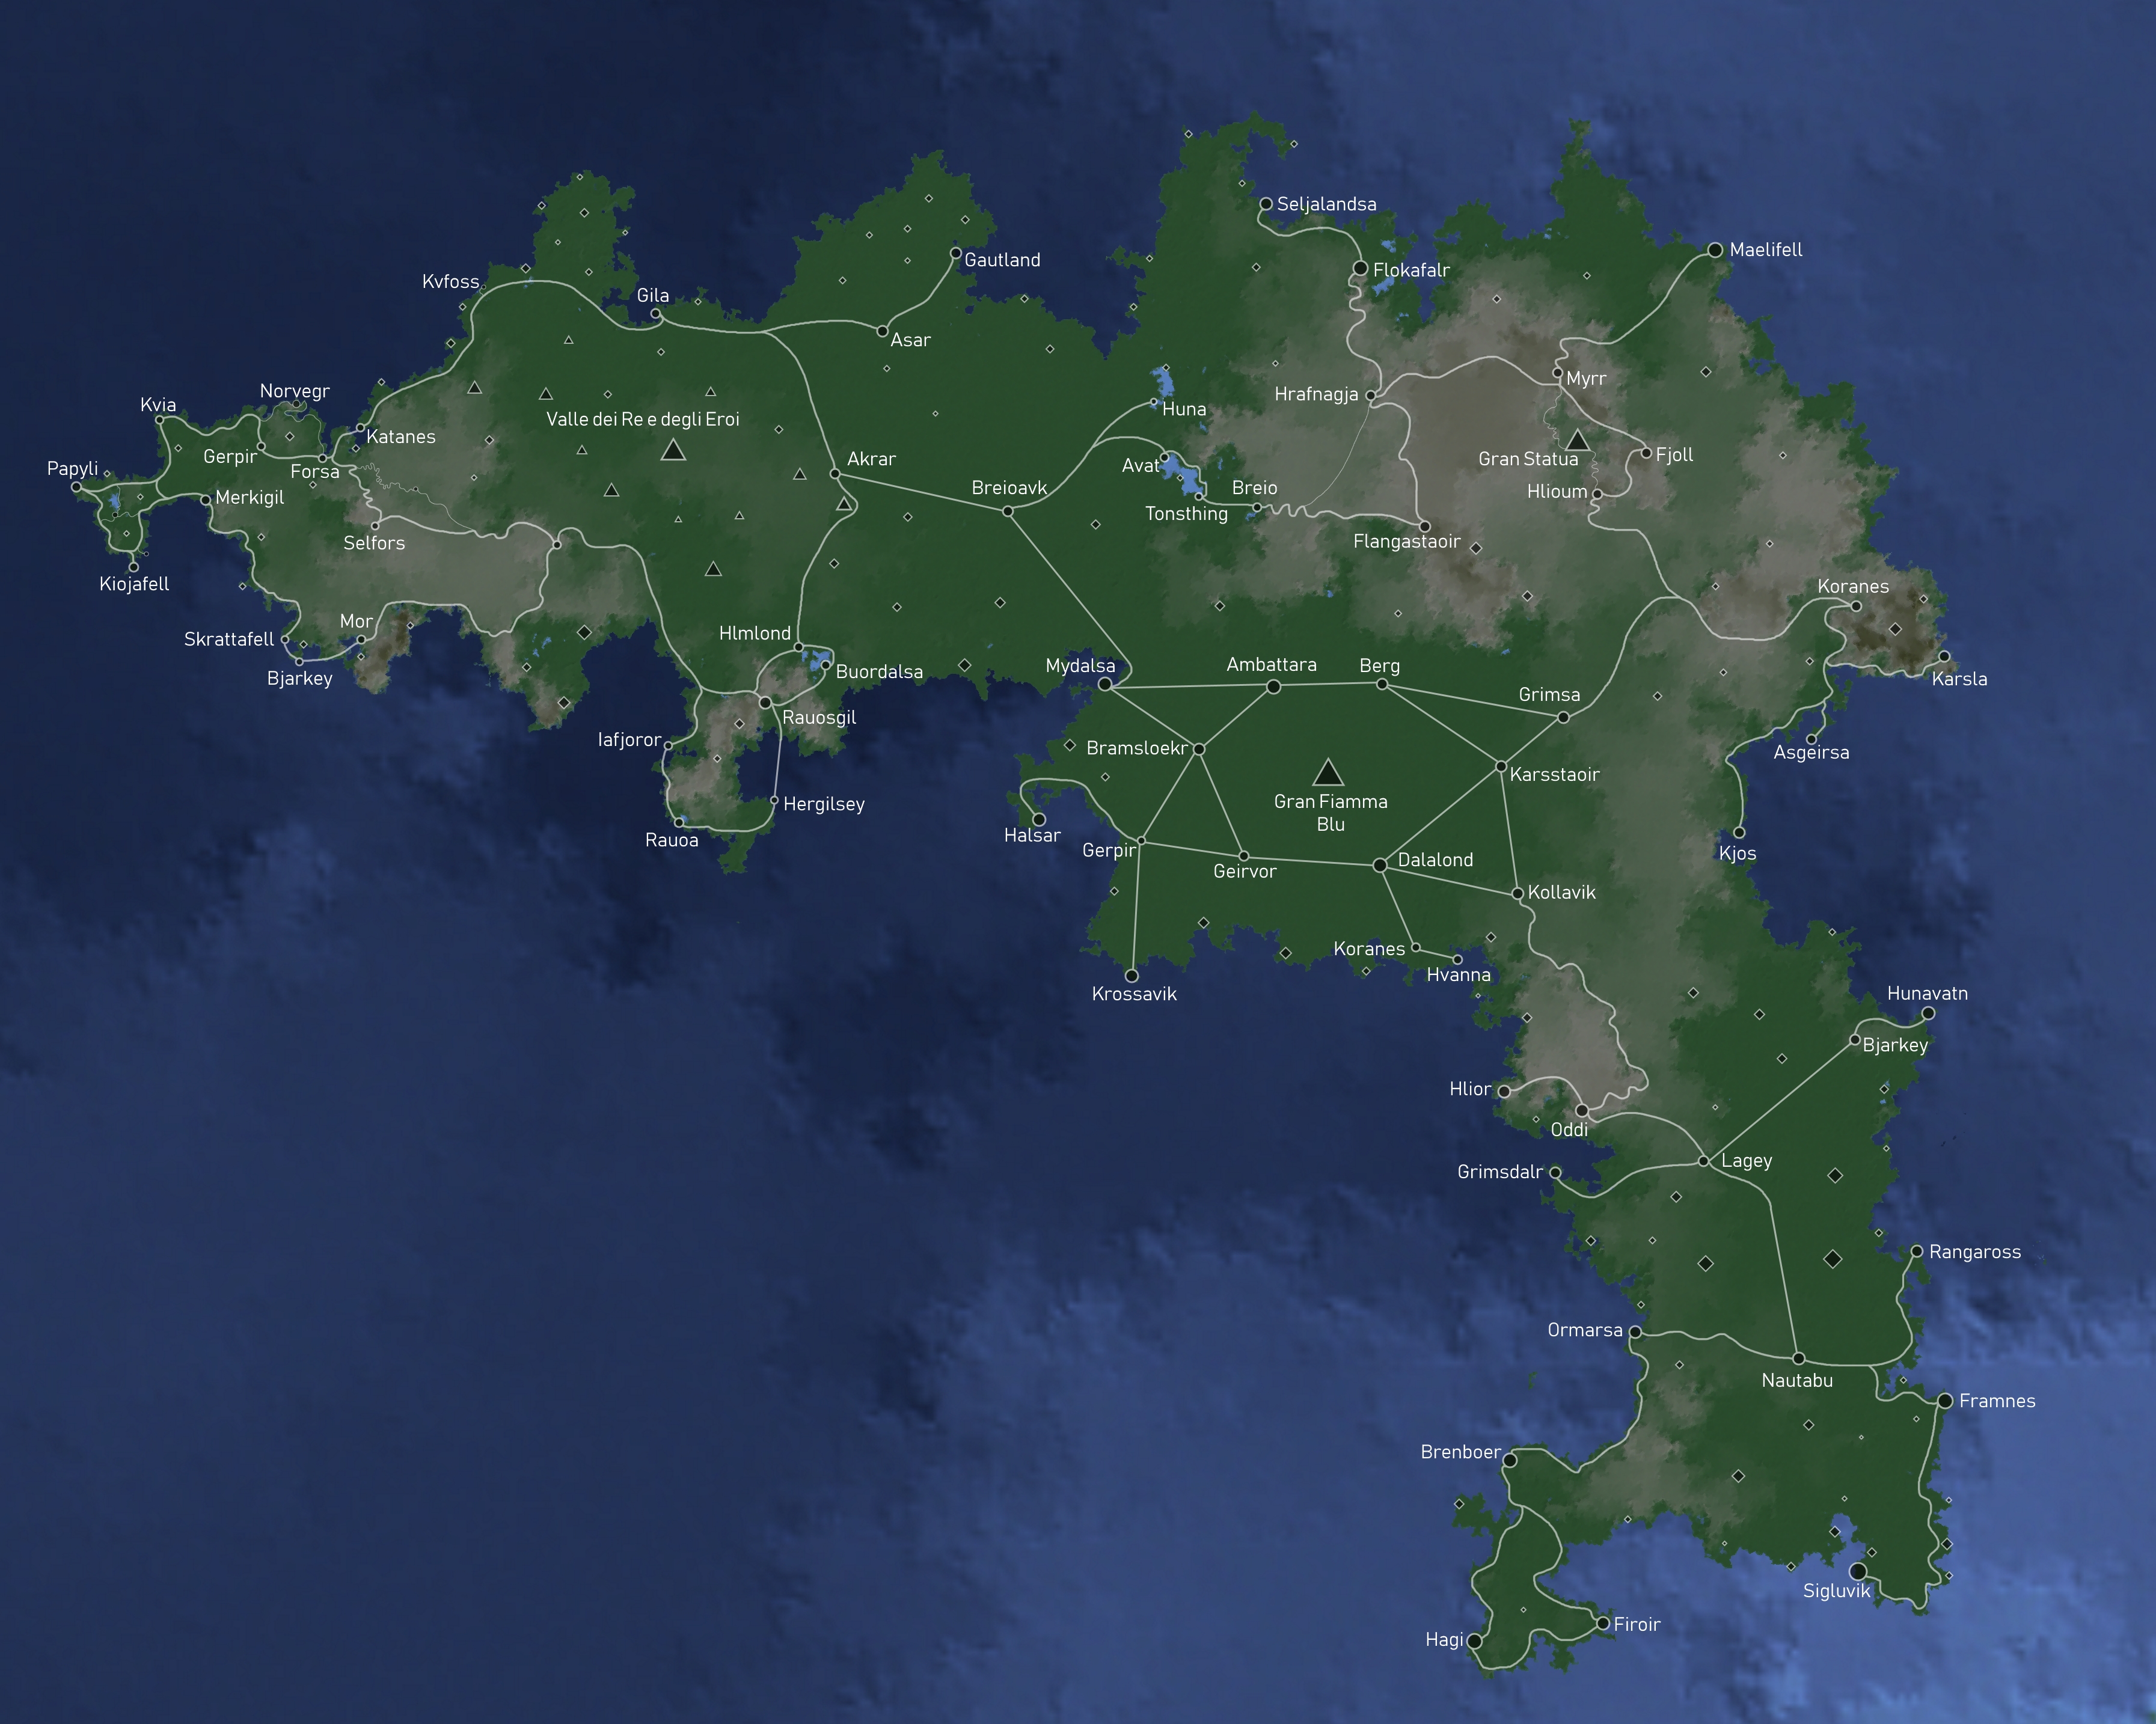 Seljalandsa
Maelifell
Gautland
Flokafalr
Kvfoss
Gila
Asar
Myrr
Norvegr
Hrafnagja
Kvia
Huna
Valle dei Re e degli Eroi
Katanes
Gerpir
Fjoll
Gran Statua
Akrar
Avat
Papyli
Forsa
Breioavk
Breio
Hlioum
Merkigil
Tonsthing
Selfors
Flangastaoir
Kiojafell
Koranes
Mor
Hlmlond
Skrattafell
Mydalsa
Ambattara
Berg
Buordalsa
Bjarkey
Karsla
Grimsa
Rauosgil
Iafjoror
Bramsloekr
Asgeirsa
Karsstaoir
Gran Fiamma
Blu
Hergilsey
Halsar
Rauoa
Gerpir
Kjos
Dalalond
Geirvor
Kollavik
Koranes
Hvanna
Krossavik
Hunavatn
Bjarkey
Hlior
Oddi
Lagey
Grimsdalr
Rangaross
Ormarsa
Nautabu
Framnes
Brenboer
Sigluvik
Firoir
Hagi